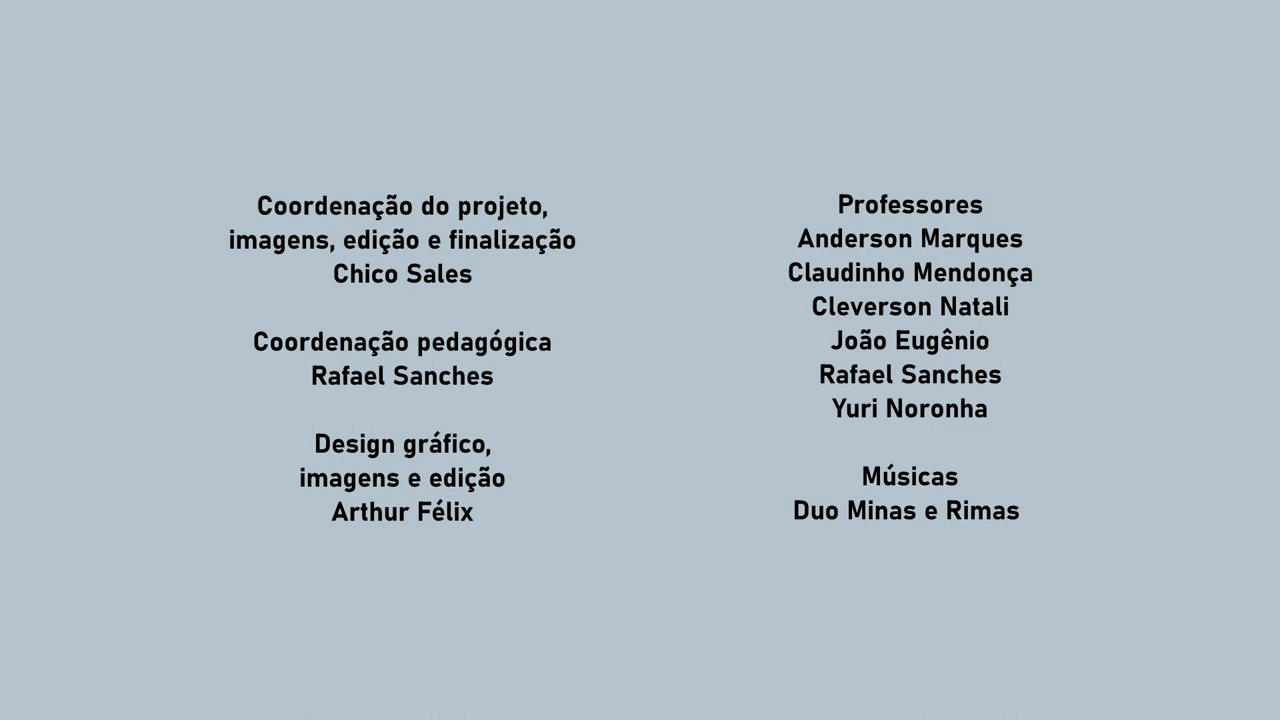 Coordenação do projeto,
imagens, edição e finalização
Chico Sales
Coordenação pedagógica
Rafael Sanches
Design gráfico,
imagens e edição
Arthur Félix
Professores
Anderson Marques
Claudinho Mendonça
Cleverson Natali
João Eugênio
Rafael Sanches
Yuri Noronha
Músicas
Duo Minas e Rimas